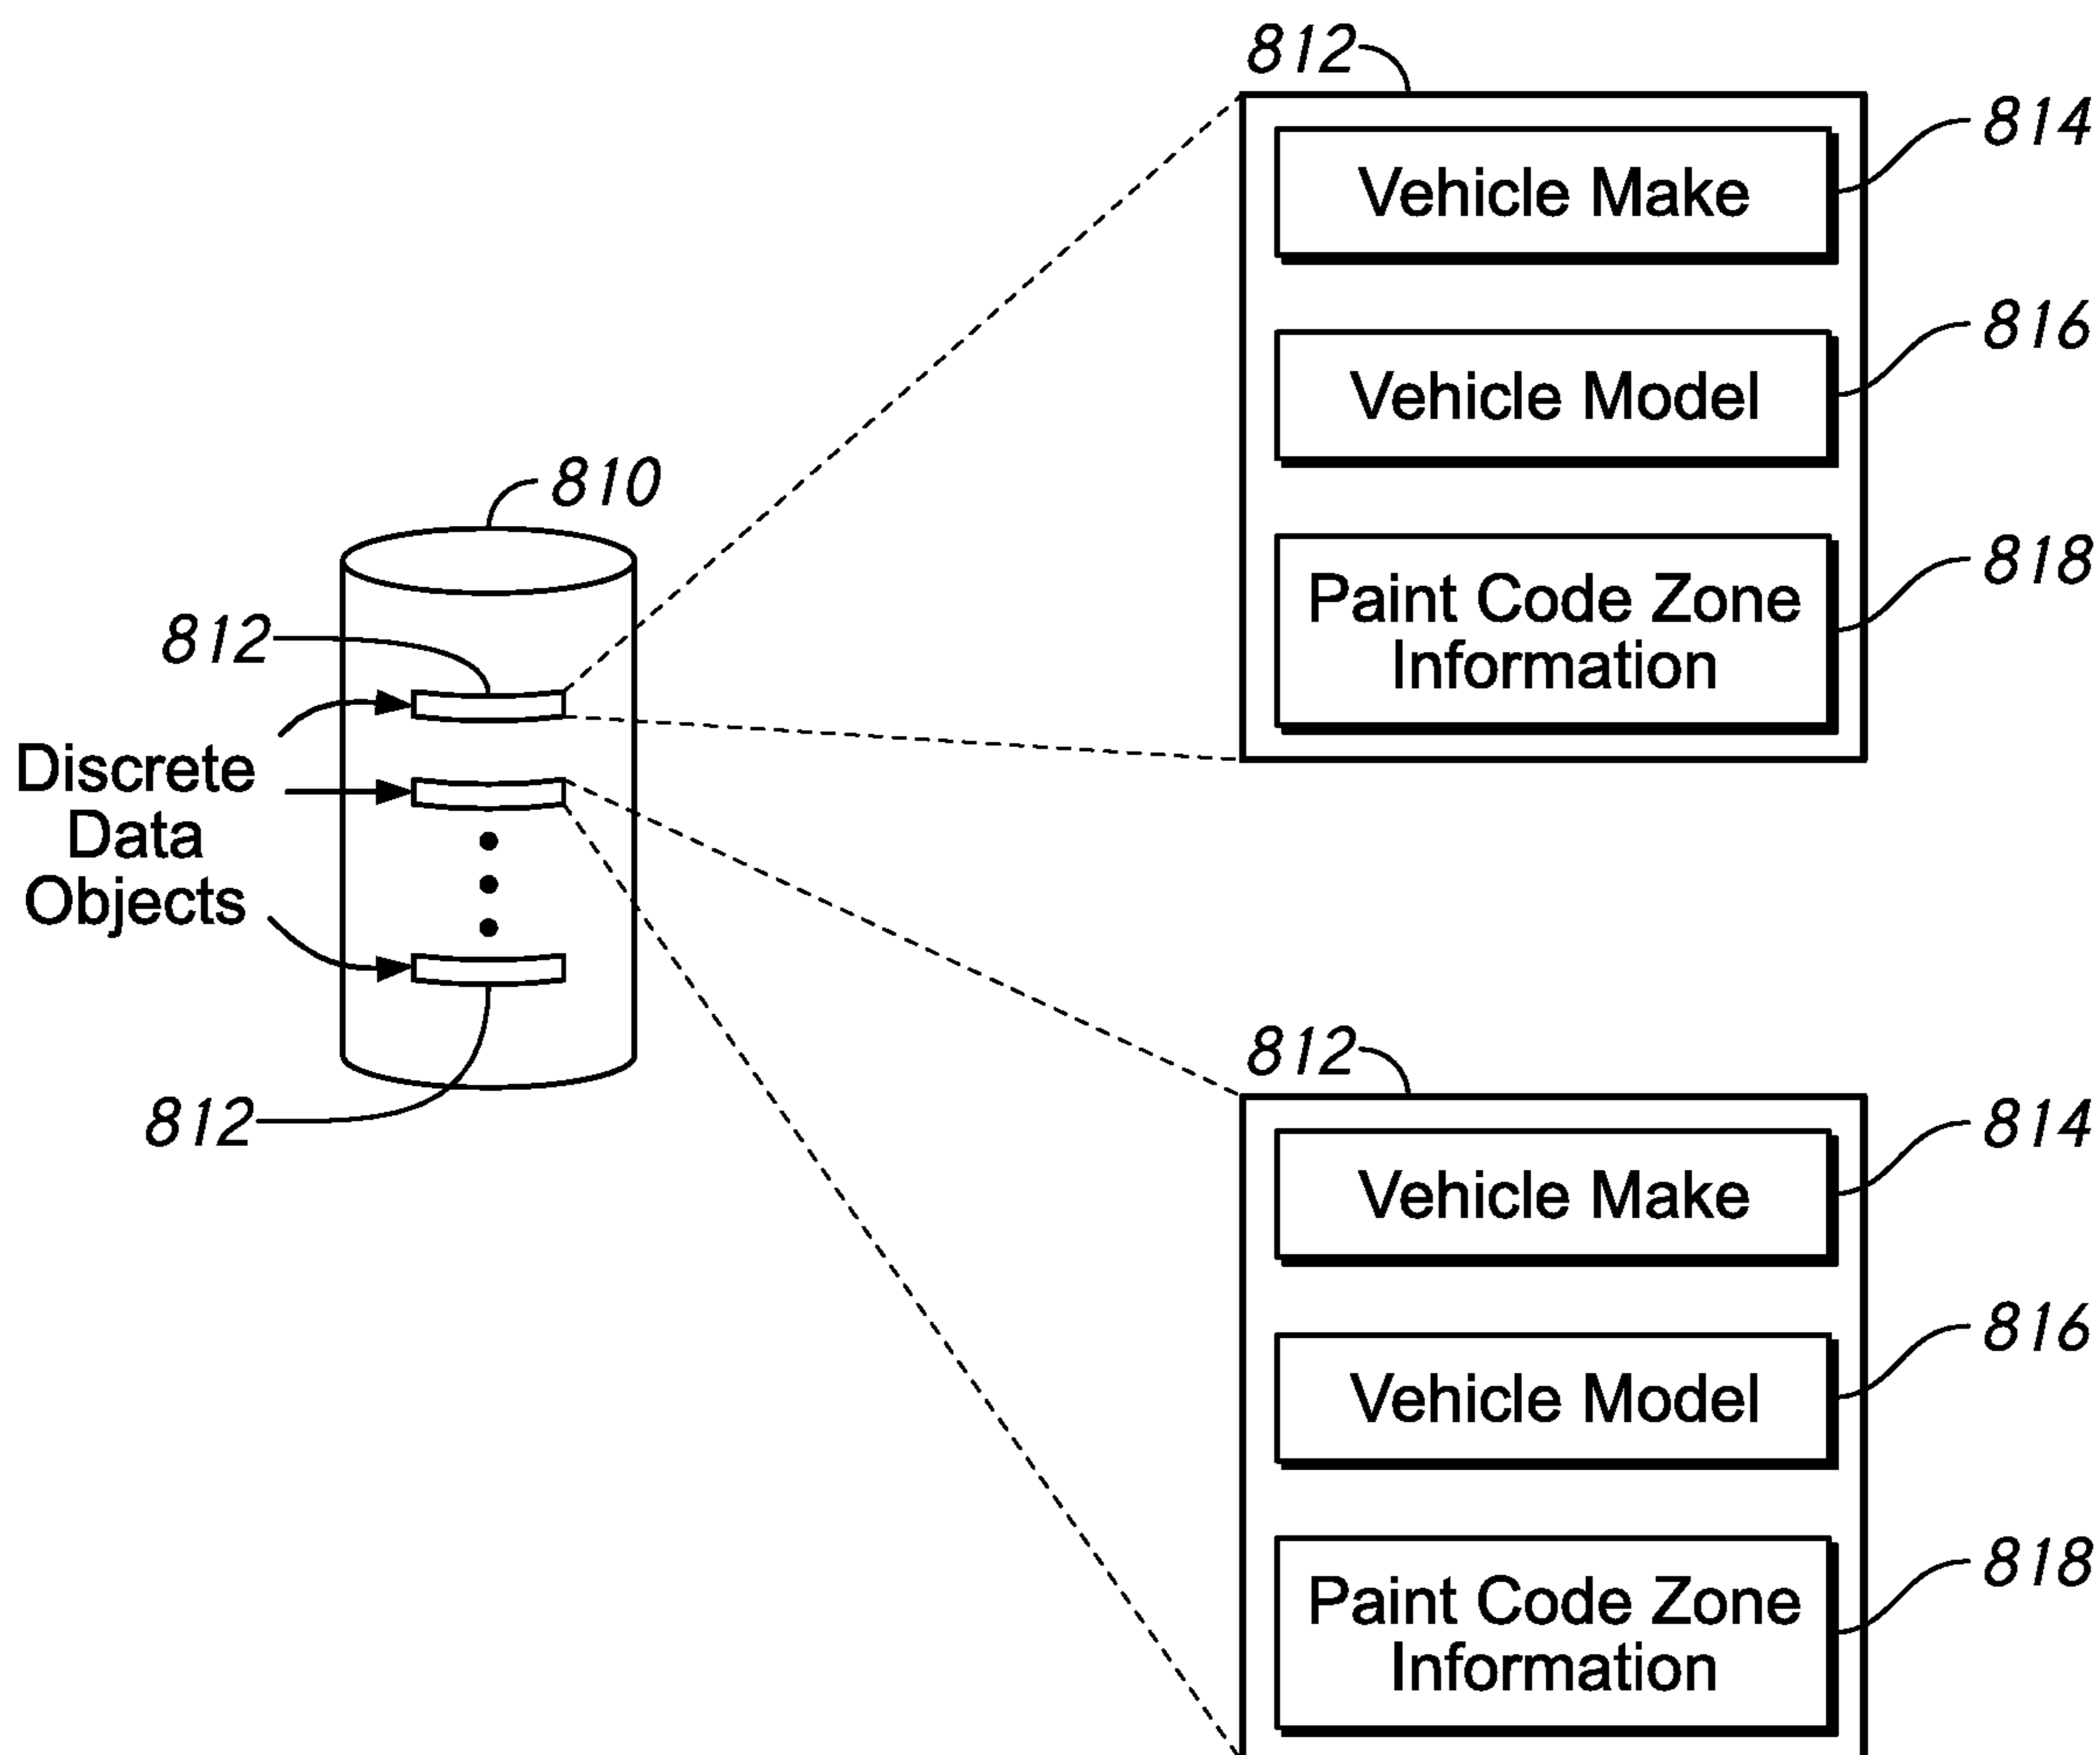 812
814
Vehicle Make
816
Vehicle Model
818
Paint Code Zone
Information
810
812
Discrete
Data
Objects
812
812
814
Vehicle Make
816
Vehicle Model
818
Paint Code Zone
Information